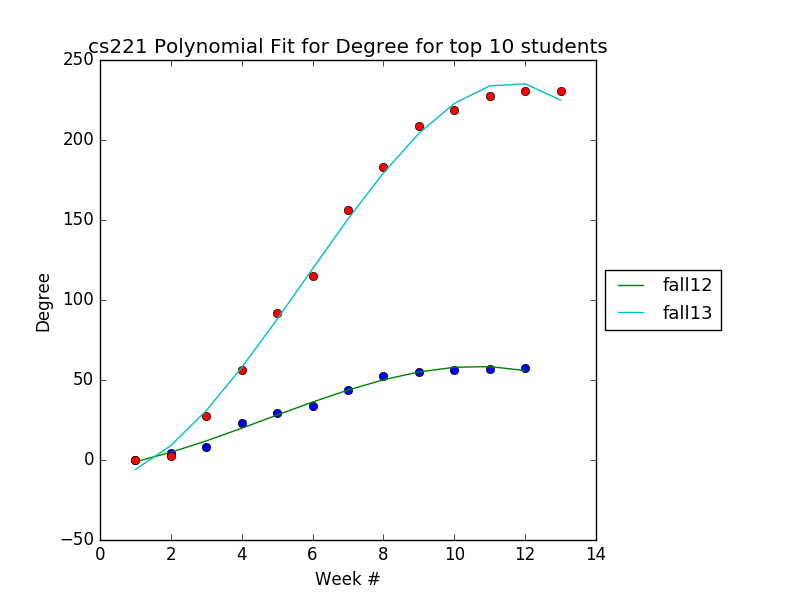 cs221 Polynomial Fit for Degree for top 10 students
250
200
150
100
50
0
−50
0 2 4 6 8 10 12 14
Degree
Week #
fall12
fall13